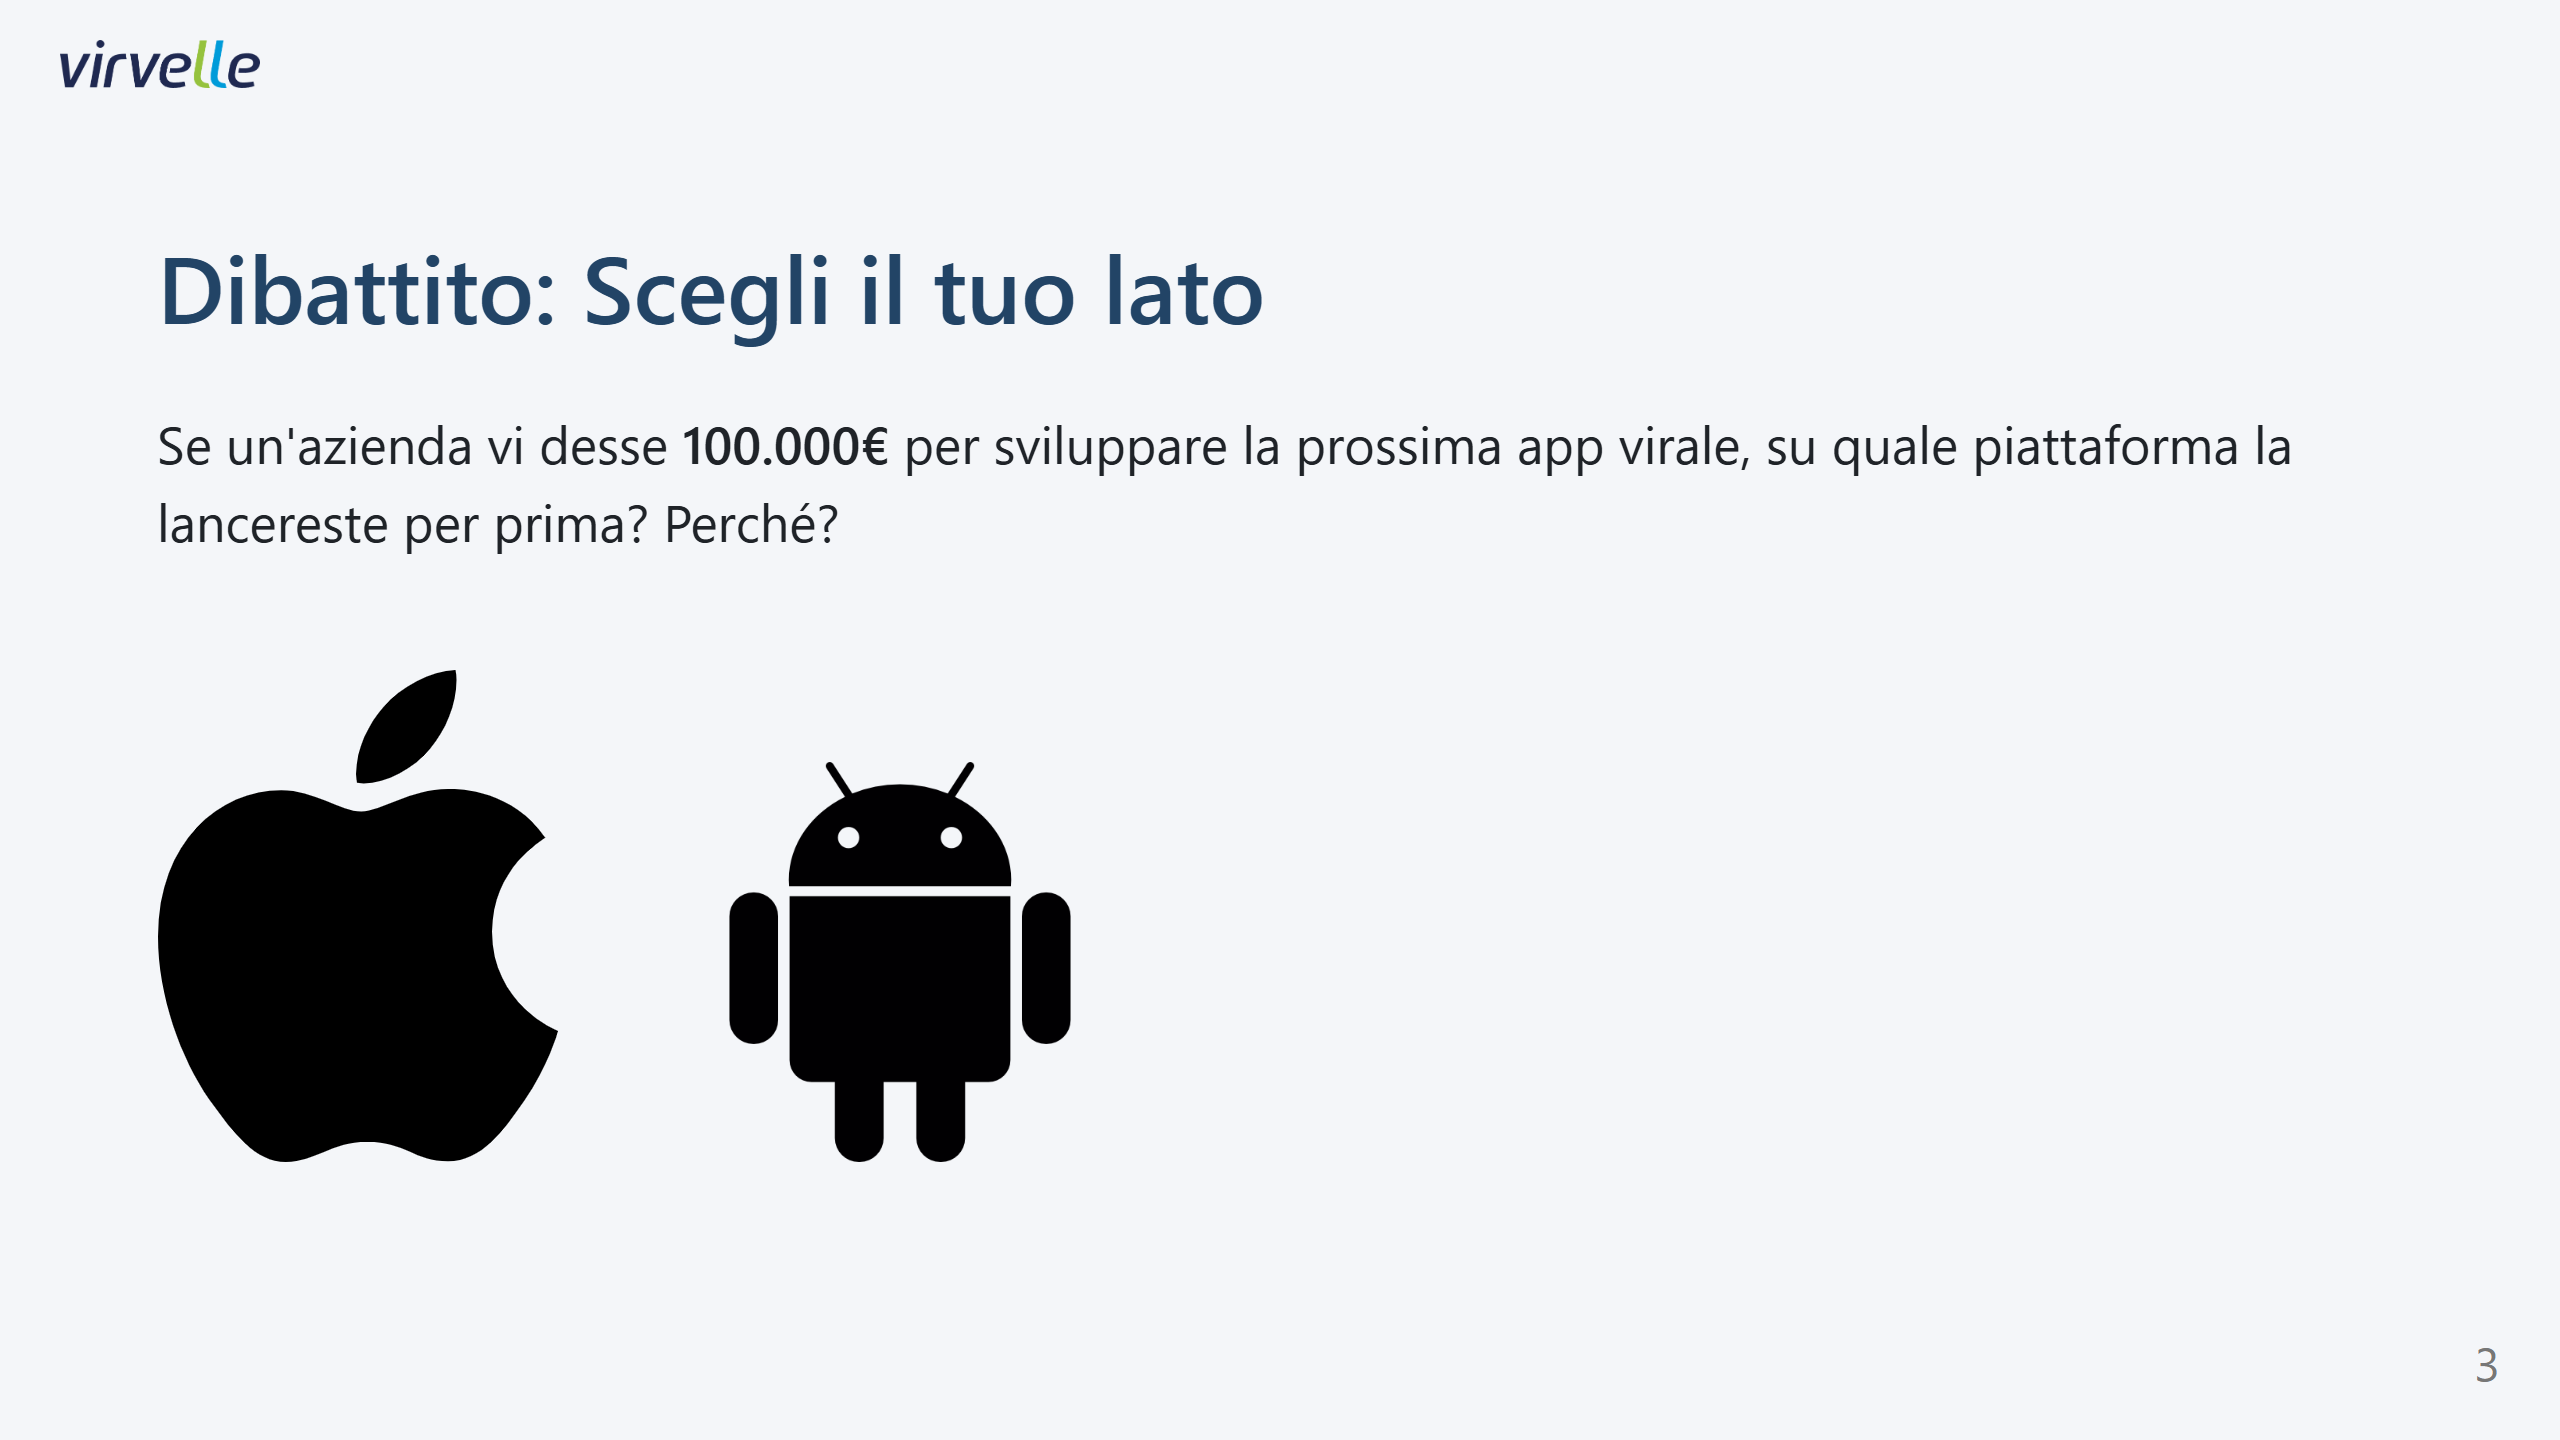 virvelle
Dibattito: Scegli il tuo lato
Se un'azienda vi desse 100.000€ per sviluppare la prossima app virale, su quale piattaforma la
lancereste per prima? Perché?
3